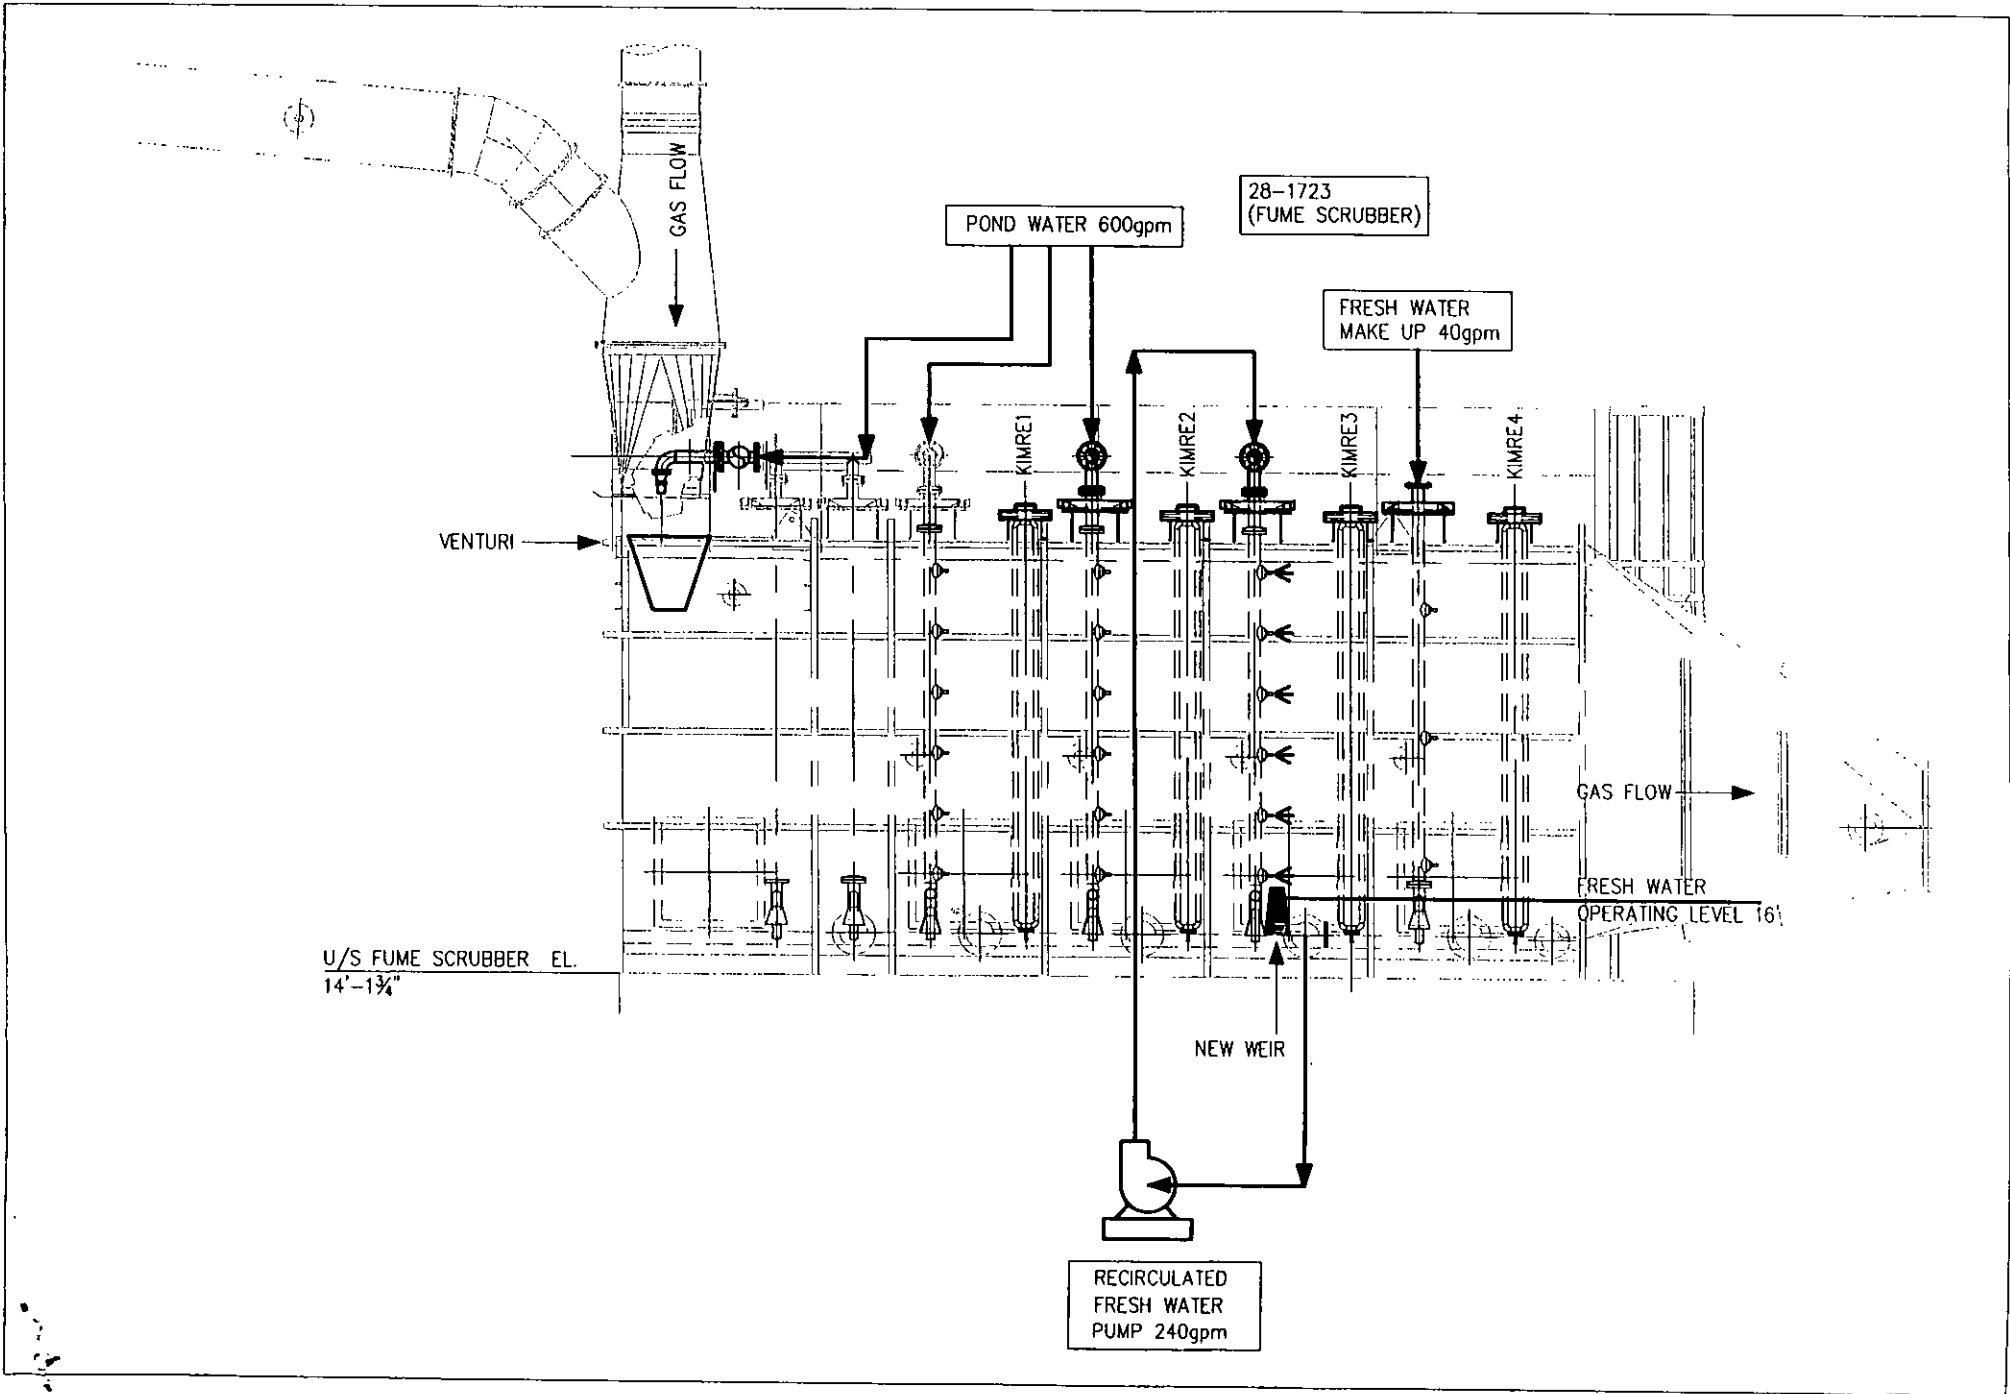 GAS FLOW
28-1723
(FUME SCRUBBER)
POND WATER 600gpm
FRESH WATER
MAKE UP 40gpm
KIMRE1
KIMRE2
KIMRE3
KIMRE4
VENTURI
GAS FLOW
FRESH WATER
OPERATING LEVEL 16'
U/S FUME SCRUBBER EL.
14'-1¾"
NEW WEIR
RECIRCULATED
FRESH WATER
PUMP 240gpm